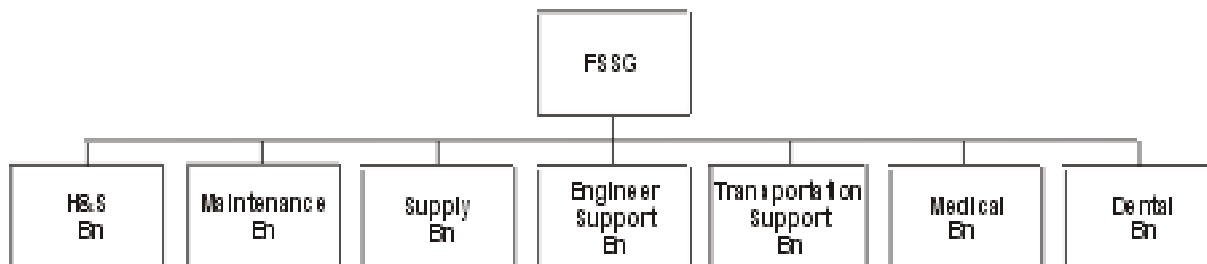 FSSG
H&S
Bn
Maintenance
Bn
Supply
Bn
Engineer
Support
Bn
Transportation
Support
Bn
Medical
Bn
Dental
Bn